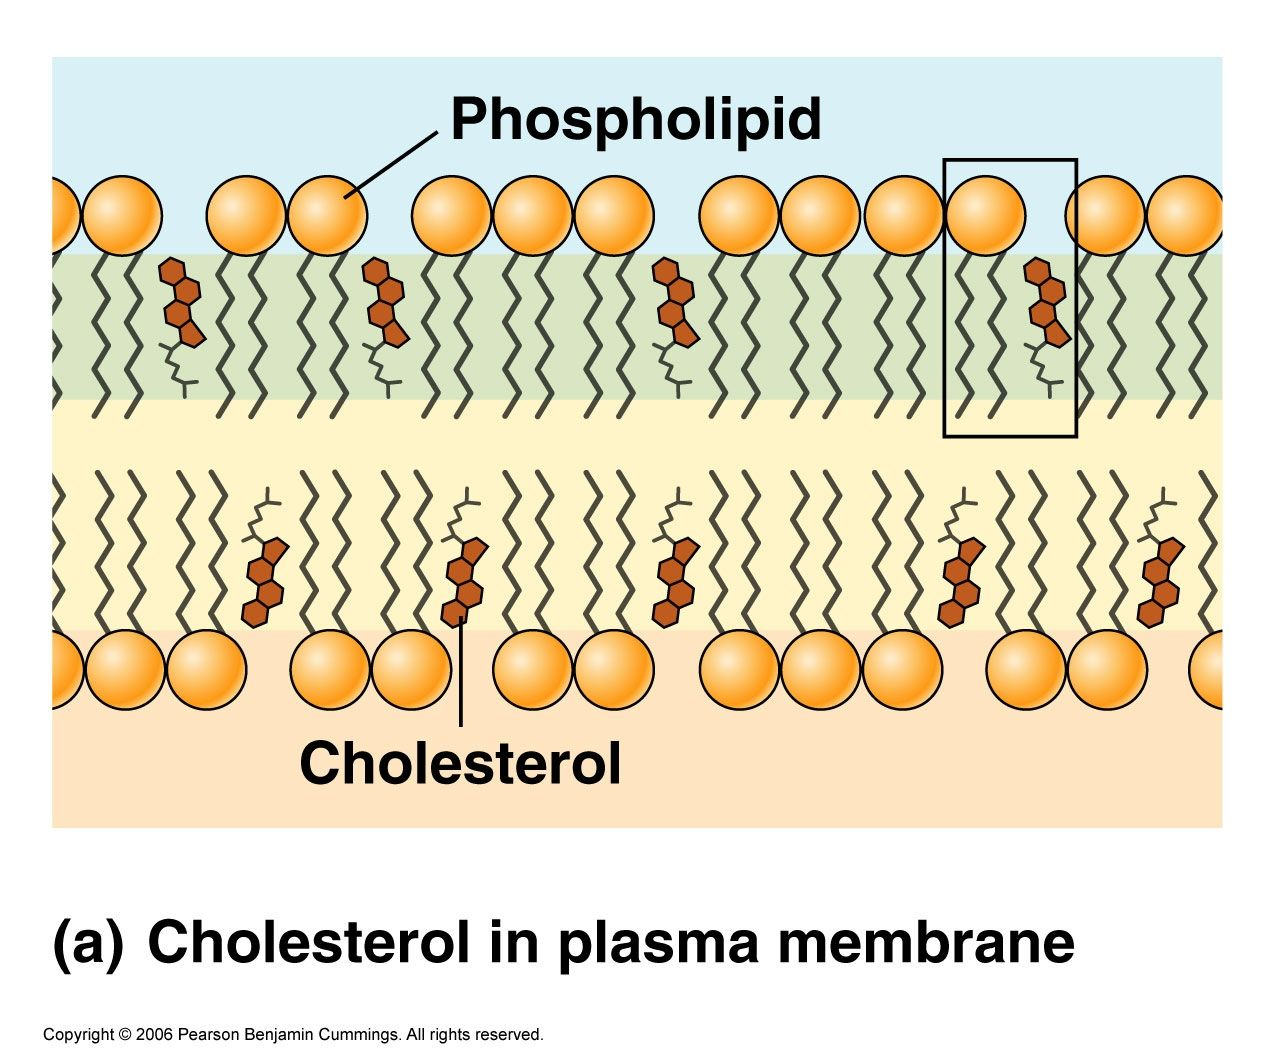 Phospholipid
Cholesterol
(a) Cholesterol in plasma membrane
Copyright © 2006 Pearson Benjamin Cummings. All rights reserved.